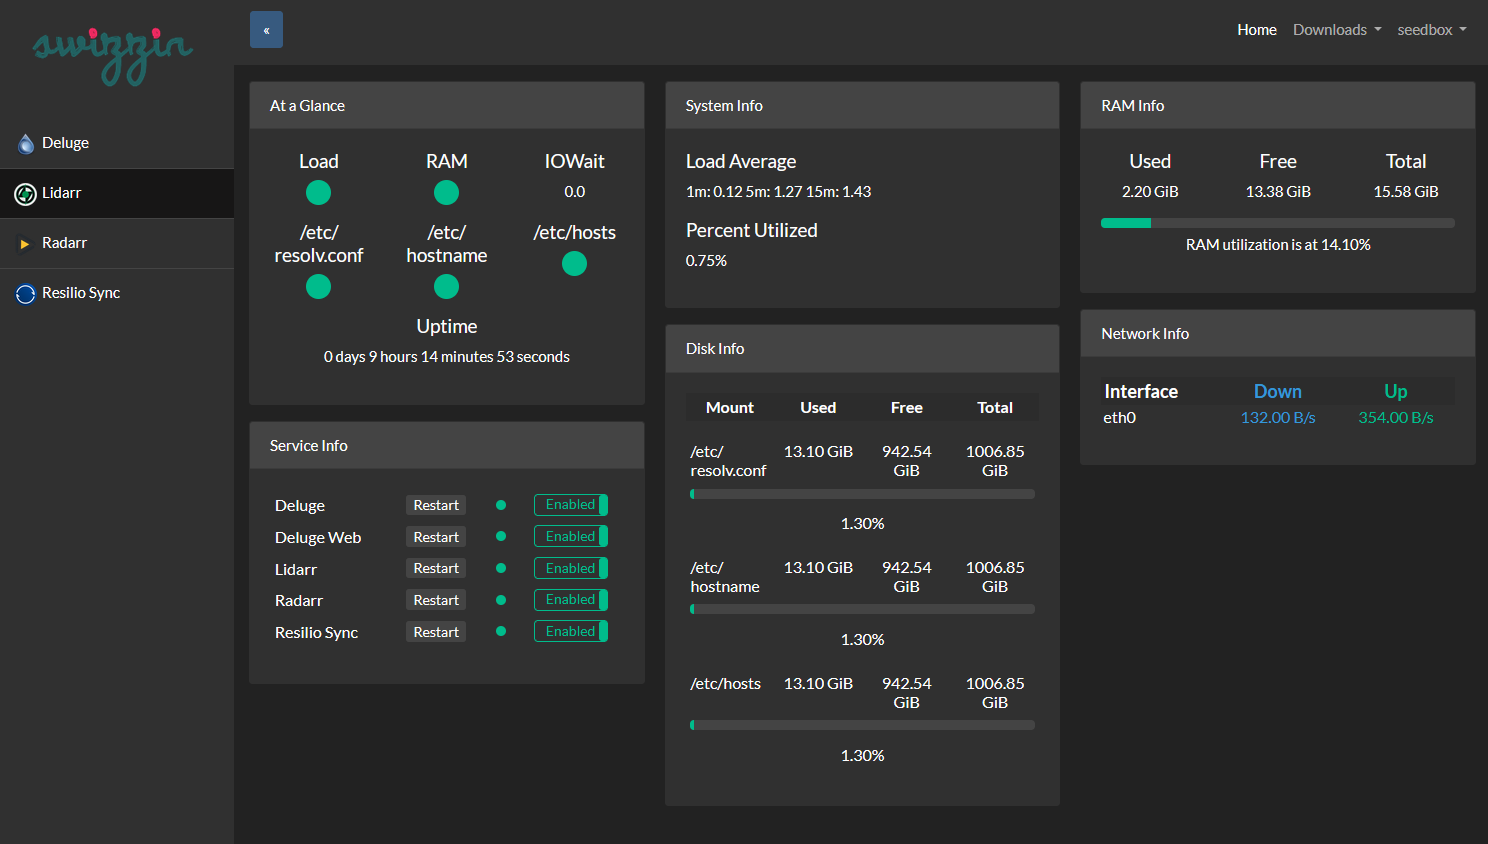 swizzin
«
Home
Downloads
seedbox
Deluge
Lidarr
Radarr
Resilio Sync
At a Glance
Load
RAM
IOWait
0.0
/etc/
resolv.conf
/etc/
hostname
/etc/hosts
Uptime
0 days 9 hours 14 minutes 53 seconds
Service Info
Deluge Restart Enabled
Deluge Web Restart Enabled
Lidarr Restart Enabled
Radarr Restart Enabled
Resilio Sync Restart Enabled
System Info
Load Average
1m: 0.12 5m: 1.27 15m: 1.43
Percent Utilized
0.75%
Disk Info
Mount Used Free Total
/etc/ 13.10 GiB 942.54 1006.85
resolv.conf GiB GiB
1.30%
/etc/ 13.10 GiB 942.54 1006.85
hostname GiB GiB
1.30%
/etc/hosts 13.10 GiB 942.54 1006.85
GiB GiB
1.30%
RAM Info
Used Free Total
2.20 GiB 13.38 GiB 15.58 GiB
RAM utilization is at 14.10%
Network Info
Interface Down Up
eth0 132.00 B/s 354.00 B/s